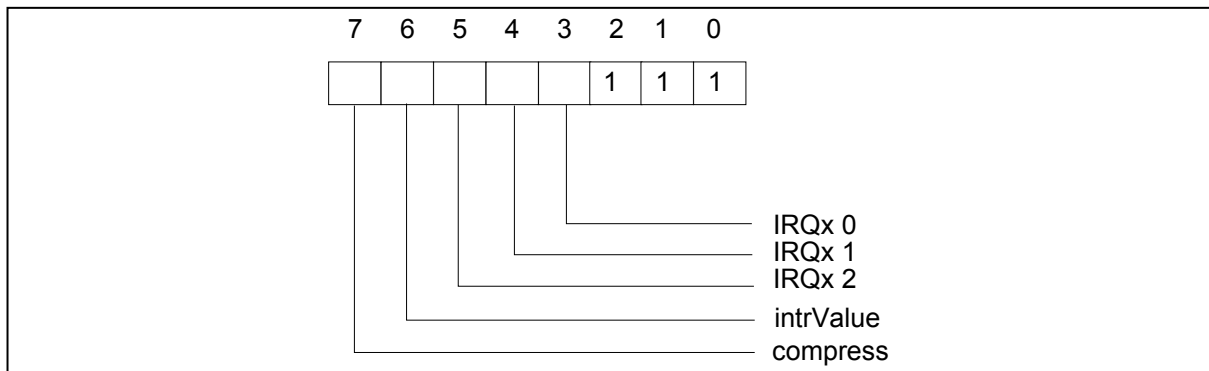 7 6 5 4 3 2 1 0
1 1 1
IRQx 0
IRQx 1
IRQx 2
intrValue
compress